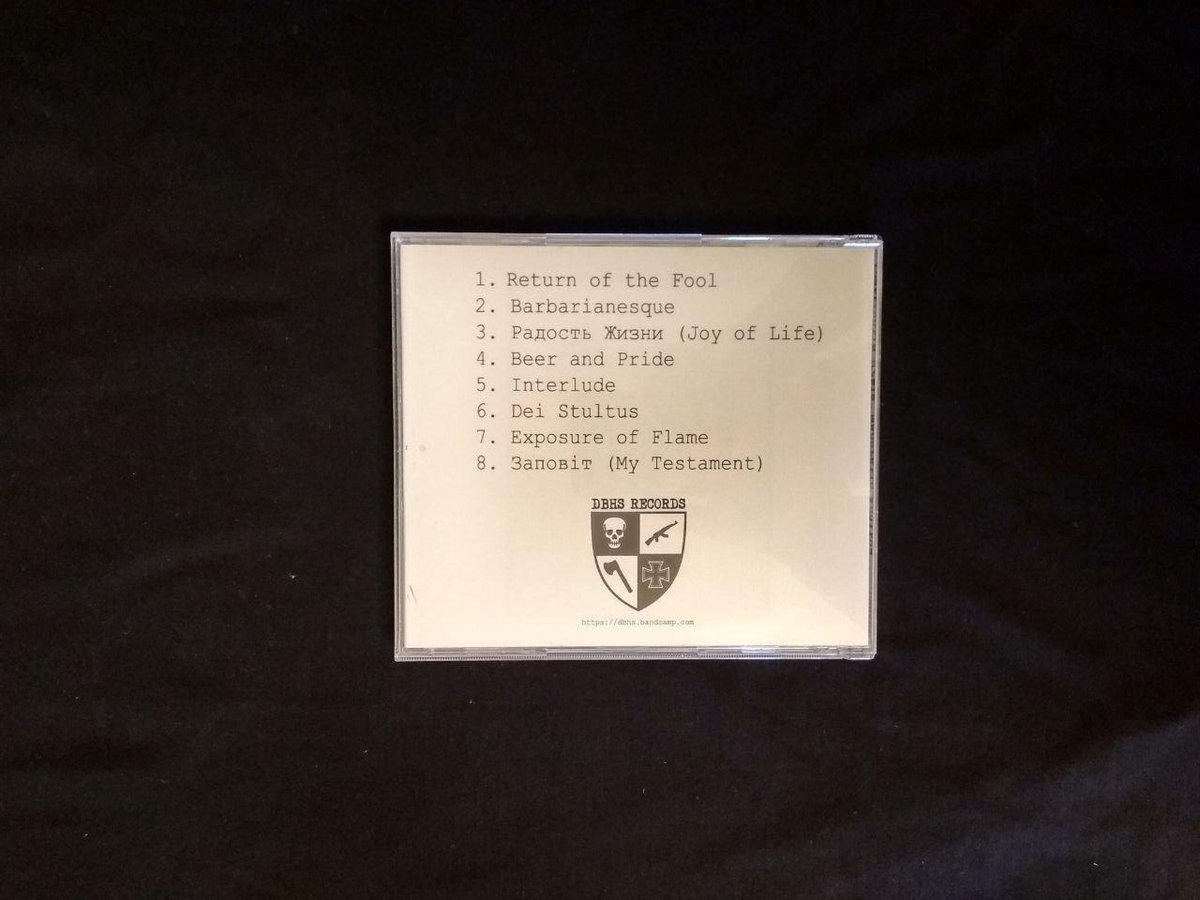 1. Return of the Fool
2. Barbarianesque
3. Радость Жизни (Joy of Life)
4. Beer and Pride
5. Interlude
6. Dei Stultus
7. Exposure of Flame
8. Заповіт (My Testament)
DBHS RECORDS
https://dbhs.bandcamp.com